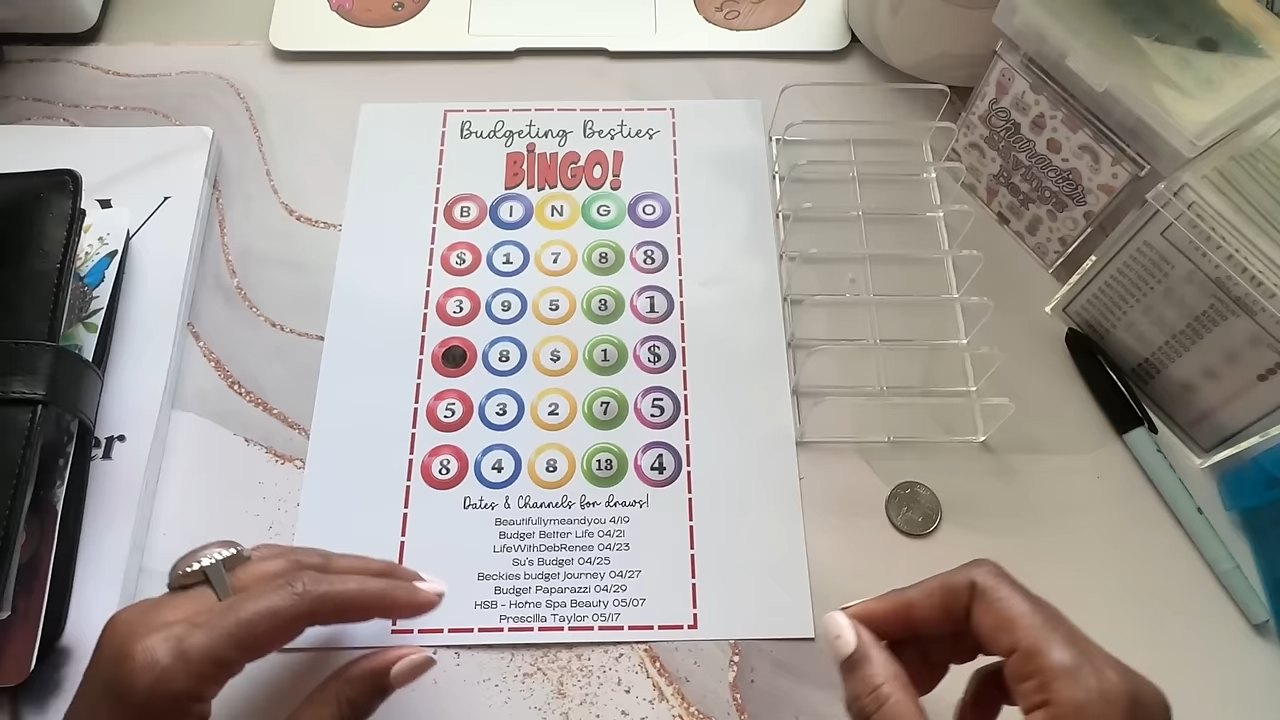 Budgeting Besties
BINGO!
B I N G O
$ 1 7 8 8
3 9 5 3 1
8 $ 1 $
5 3 2 7 5
8 4 8 13 4
Dates & Channels for draws!
Beautifullymeandyou 4/19
Budget Better Life 04/21
LifeWithDebRenee 04/23
Su's Budget 04/25
Beckies budget journey 04/27
Budget Paparazzi 04/29
HSB - Home Spa Beauty 05/07
Prescilla Taylor 05/17
Character
Savings
Box
er